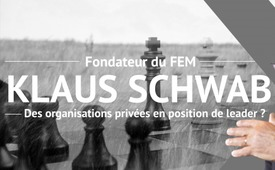 Fondateur du FEM
KLAUS SCHWAB
Des organisations privées en position de leader ?